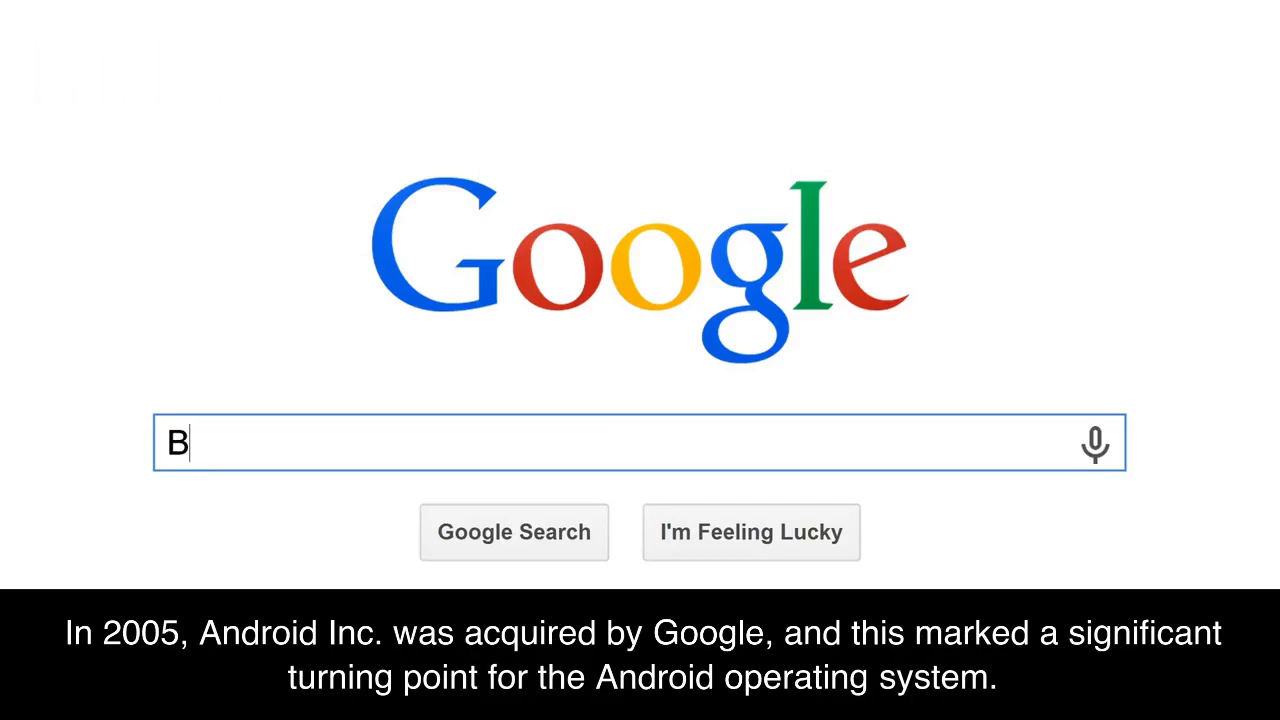 Google
B
Google Search
I'm Feeling Lucky
In 2005, Android Inc. was acquired by Google, and this marked a significant
turning point for the Android operating system.